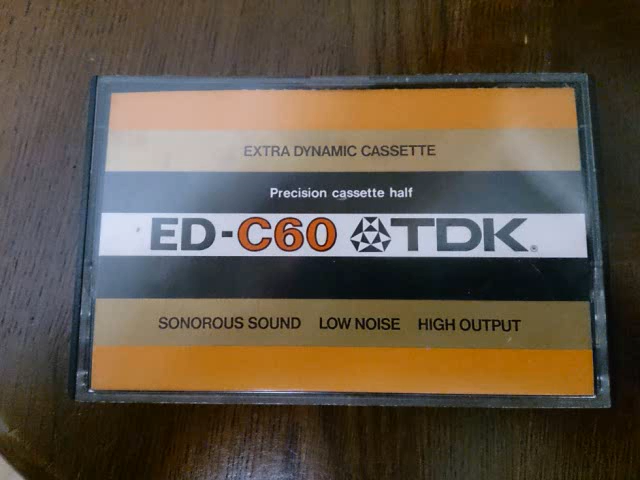 EXTRA DYNAMIC CASSETTE
Precision cassette half
ED-C60 TDK®
SONOROUS SOUND LOW NOISE HIGH OUTPUT